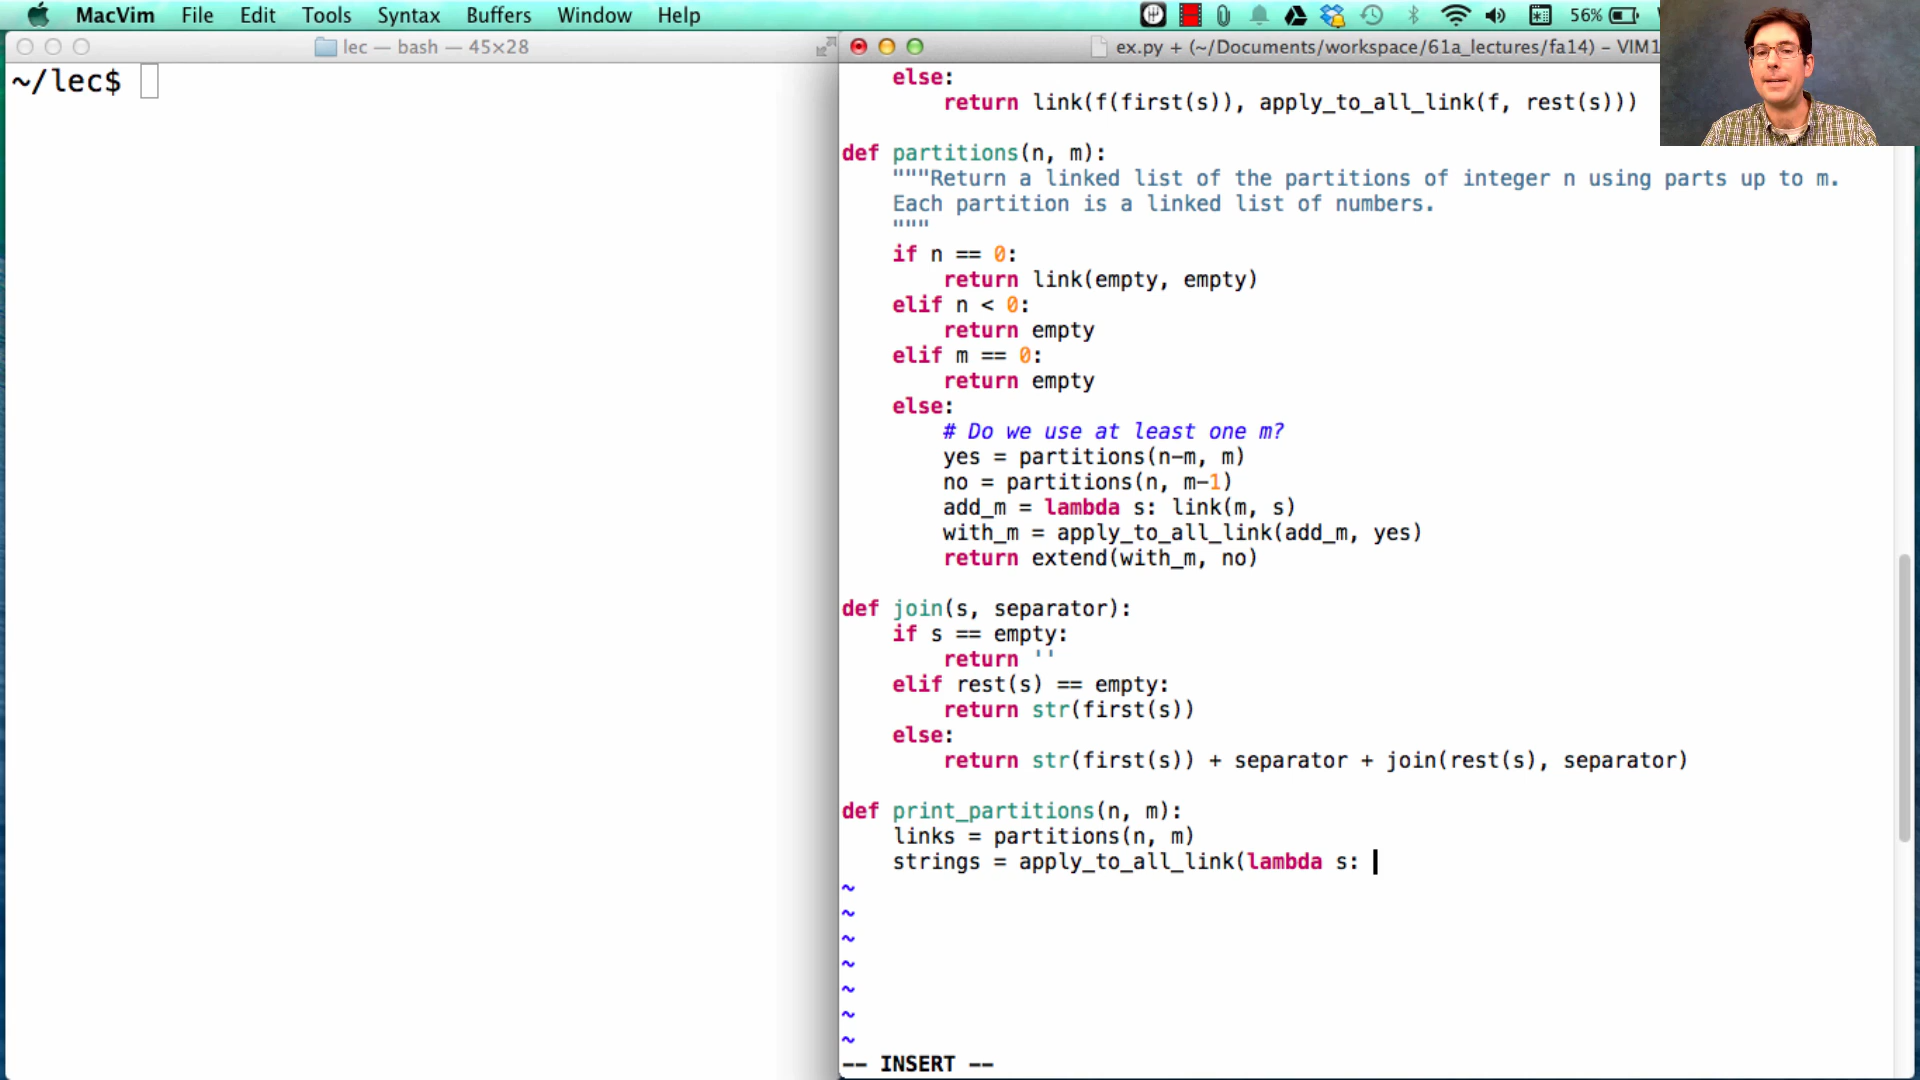 MacVim File Edit Tools Syntax Buffers Window Help 56%
lec — bash — 45×28
~/lec$
ex.py + (~/Documents/workspace/61a_lectures/fa14) – VIM1
    else:
        return link(f(first(s)), apply_to_all_link(f, rest(s)))
def partitions(n, m):
    """Return a linked list of the partitions of integer n using parts up to m.
    Each partition is a linked list of numbers.
    """
    if n == 0:
        return link(empty, empty)
    elif n < 0:
        return empty
    elif m == 0:
        return empty
    else:
        # Do we use at least one m?
        yes = partitions(n-m, m)
        no = partitions(n, m-1)
        add_m = lambda s: link(m, s)
        with_m = apply_to_all_link(add_m, yes)
        return extend(with_m, no)
def join(s, separator):
    if s == empty:
        return ''
    elif rest(s) == empty:
        return str(first(s))
    else:
        return str(first(s)) + separator + join(rest(s), separator)
def print_partitions(n, m):
    links = partitions(n, m)
    strings = apply_to_all_link(lambda s:
~
~
~
~
~
~
~
-- INSERT --